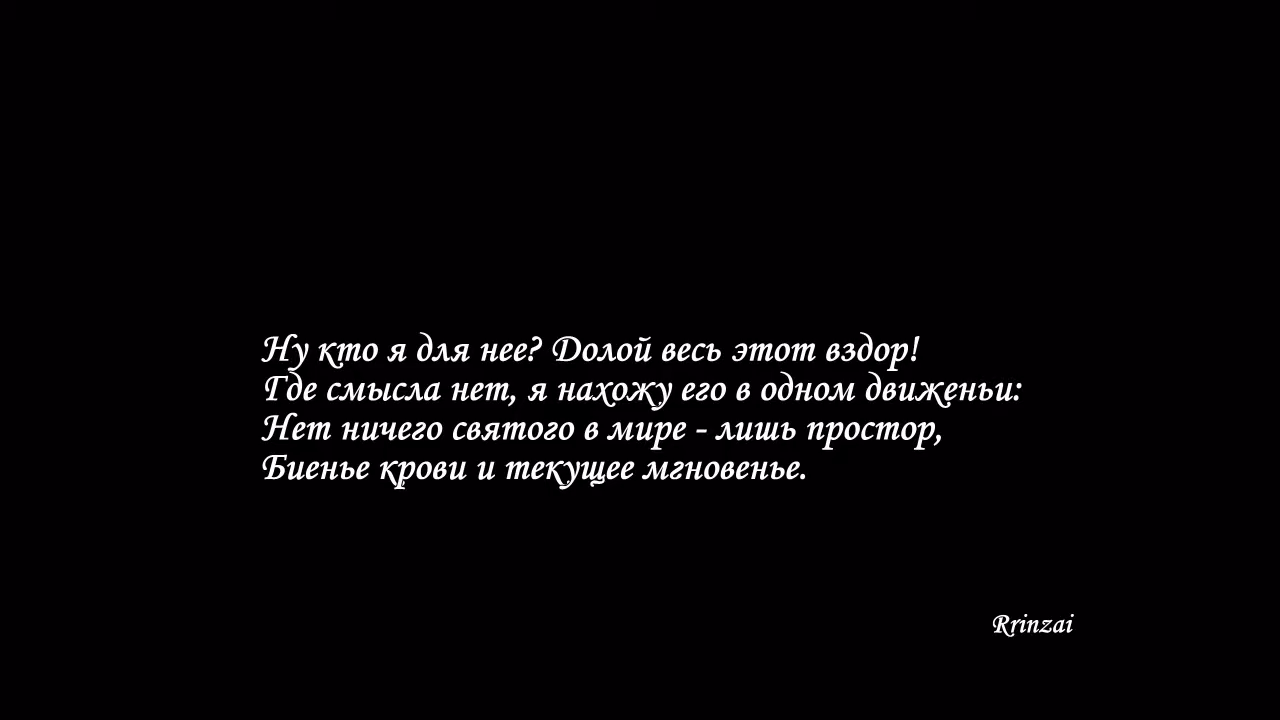 Ну кто я для нее? Долой весь этот вздор!
Где смысла нет, я нахожу его в одном движеньи:
Нет ничего святого в мире - лишь простор,
Биенье крови и текущее мгновенье.
Rrinzai